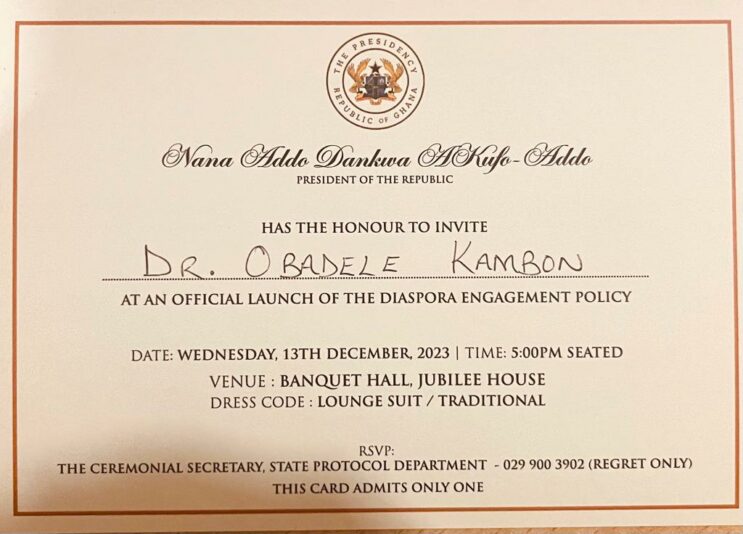 THE PRESIDENCY
REPUBLIC OF GHANA
Nana Addo Dankwa AKufo-Addo
PRESIDENT OF THE REPUBLIC
HAS THE HONOUR TO INVITE
DR. OBADELE KAMBON
AT AN OFFICIAL LAUNCH OF THE DIASPORA ENGAGEMENT POLICY
DATE: WEDNESDAY, 13TH DECEMBER, 2023 | TIME: 5:00PM SEATED
VENUE : BANQUET HALL, JUBILEE HOUSE
DRESS CODE : LOUNGE SUIT / TRADITIONAL
RSVP:
THE CEREMONIAL SECRETARY, STATE PROTOCOL DEPARTMENT - 029 900 3902 (REGRET ONLY)
THIS CARD ADMITS ONLY ONE